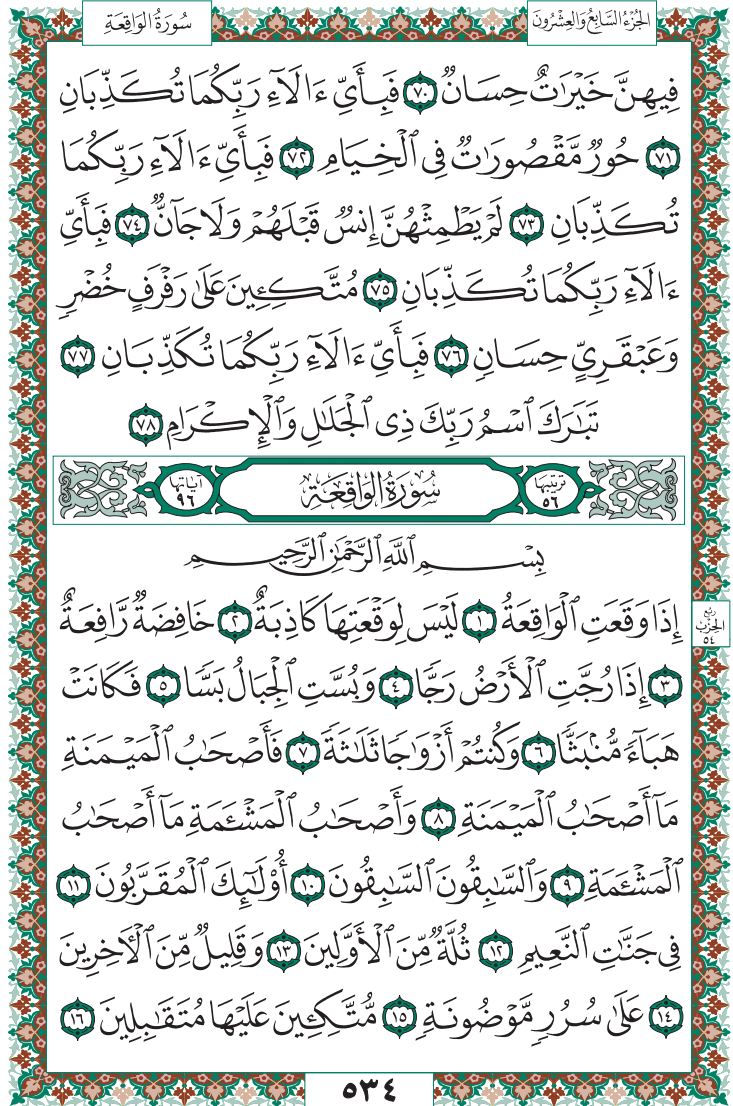 الجُزْءُ السَّابِعُ وَالعِشْرُونَ
سُورَةُ الوَاقِعَةِ
فِيهِنَّ خَيْرَٰتٌ حِسَانٌ ٧٠ فَبِأَىِّ ءَالَآءِ رَبِّكُمَا تُكَذِّبَانِ
٧١ حُورٌ مَّقْصُورَٰتٌ فِى ٱلْخِيَامِ ٧٢ فَبِأَىِّ ءَالَآءِ رَبِّكُمَا
تُكَذِّبَانِ ٧٣ لَمْ يَطْمِثْهُنَّ إِنسٌ قَبْلَهُمْ وَلَا جَآنٌّ ٧٤ فَبِأَىِّ
ءَالَآءِ رَبِّكُمَا تُكَذِّبَانِ ٧٥ مُتَّكِـِٔينَ عَلَىٰ رَفْرَفٍ خُضْرٍ
وَعَبْقَرِىٍّ حِسَانٍ ٧٦ فَبِأَىِّ ءَالَآءِ رَبِّكُمَا تُكَذِّبَانِ ٧٧
تَبَٰرَكَ ٱسْمُ رَبِّكَ ذِى ٱلْجَلَٰلِ وَٱلْإِكْرَامِ ٧٨
ترتيبها ٥٦ سُورَةُ الوَاقِعَةِ آياتها ٩٦
بِسْمِ ٱللَّهِ ٱلرَّحْمَٰنِ ٱلرَّحِيمِ
إِذَا وَقَعَتِ ٱلْوَاقِعَةُ ١ لَيْسَ لِوَقْعَتِهَا كَاذِبَةٌ ٢ خَافِضَةٌ رَّافِعَةٌ
٣ إِذَا رُجَّتِ ٱلْأَرْضُ رَجًّا ٤ وَبُسَّتِ ٱلْجِبَالُ بَسًّا ٥ فَكَانَتْ
هَبَآءً مُّنۢبَثًّا ٦ وَكُنتُمْ أَزْوَٰجًا ثَلَٰثَةً ٧ فَأَصْحَٰبُ ٱلْمَيْمَنَةِ
مَآ أَصْحَٰبُ ٱلْمَيْمَنَةِ ٨ وَأَصْحَٰبُ ٱلْمَشْـَٔمَةِ مَآ أَصْحَٰبُ
ٱلْمَشْـَٔمَةِ ٩ وَٱلسَّٰبِقُونَ ٱلسَّٰبِقُونَ ١٠ أُو۟لَٰٓئِكَ ٱلْمُقَرَّبُونَ ١١
فِى جَنَّٰتِ ٱلنَّعِيمِ ١٢ ثُلَّةٌ مِّنَ ٱلْأَوَّلِينَ ١٣ وَقَلِيلٌ مِّنَ ٱلْـَٔاخِرِينَ
١٤ عَلَىٰ سُرُرٍ مَّوْضُونَةٍ ١٥ مُّتَّكِـِٔينَ عَلَيْهَا مُتَقَٰبِلِينَ ١٦
ربع
الحزب
٥٤
٥٣٤